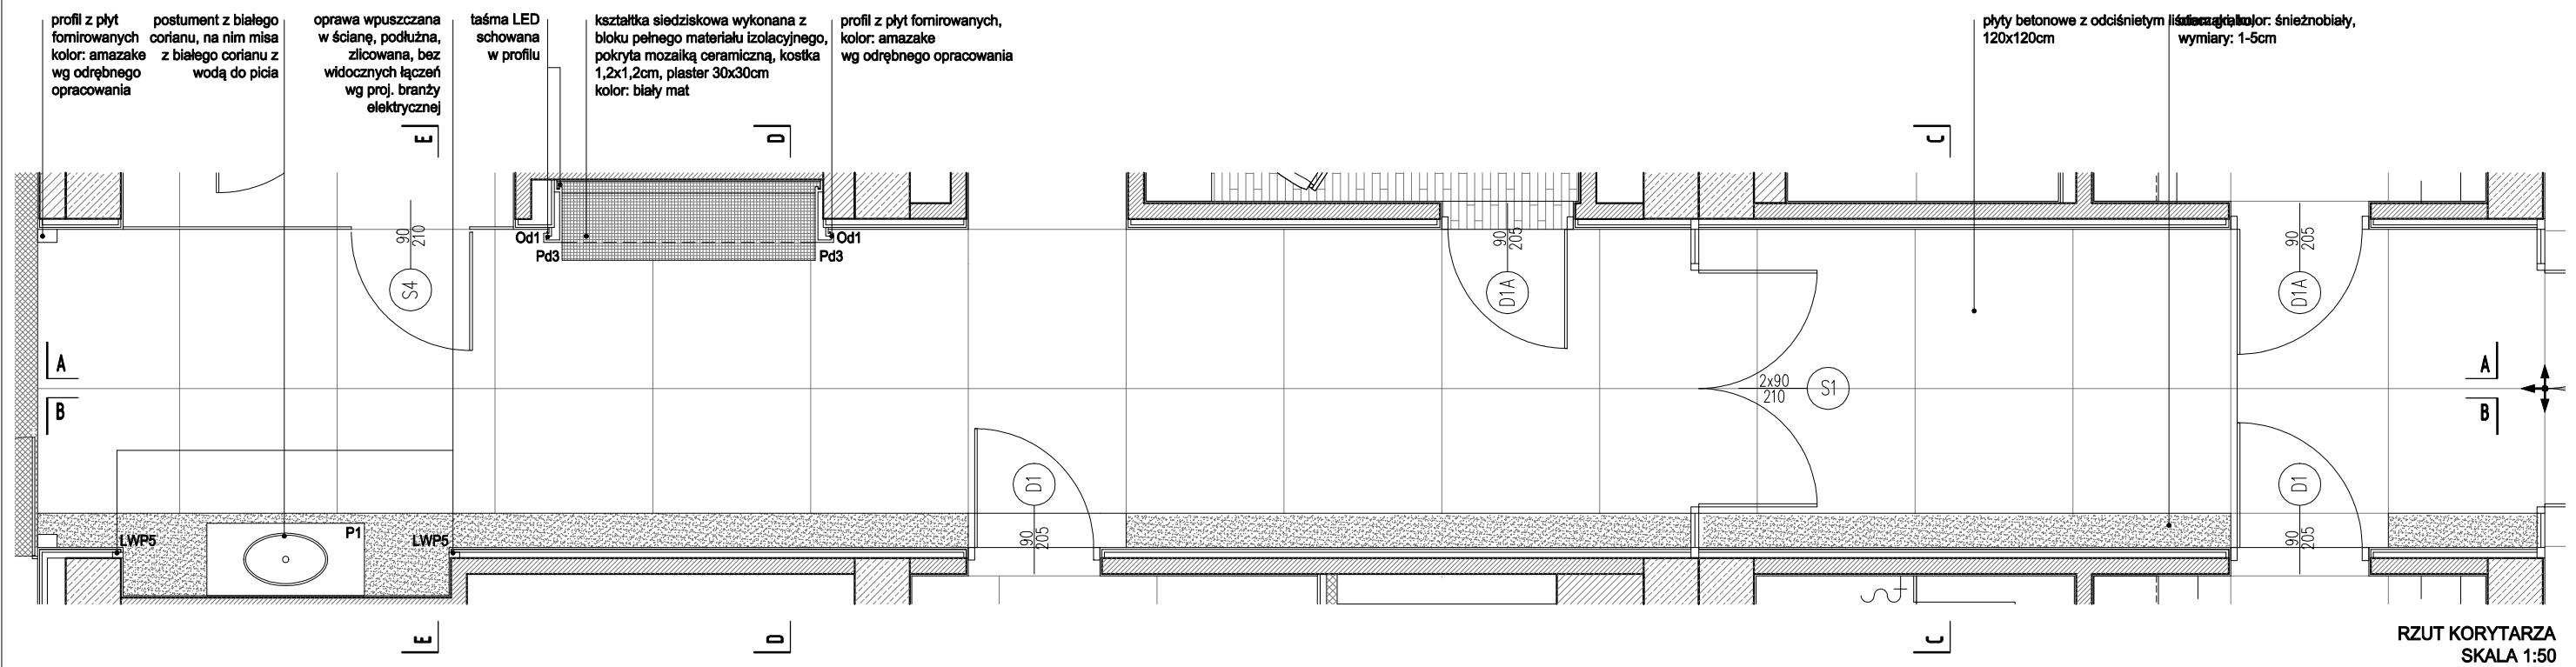 profil z płyt
fornirowanych
kolor: amazake
wg odrębnego
opracowania
postument z białego
corianu, na nim misa
z białego corianu z
wodą do picia
oprawa wpuszczana
w ścianę, podłużna,
zlicowana, bez
widocznych łączeń
wg proj. branży
elektrycznej
taśma LED
schowana
w profilu
kształtka siedziskowa wykonana z
bloku pełnego materiału izolacyjnego,
pokryta mozaiką ceramiczną, kostka
1,2x1,2cm, plaster 30x30cm
kolor: biały mat
profil z płyt fornirowanych,
kolor: amazake
wg odrębnego opracowania
płyty betonowe z odciśnietym
120x120cm
kolor: śnieżnobiały,
wymiary: 1-5cm
E
D
C
90
210
S4
Od1
Pd3
Od1
Pd3
90
205
D1A
90
205
D1A
A
B
2x90
210
S1
A
B
D1
90
205
D1
90
205
LWP5
P1
LWP5
E
D
C
RZUT KORYTARZA
SKALA 1:50